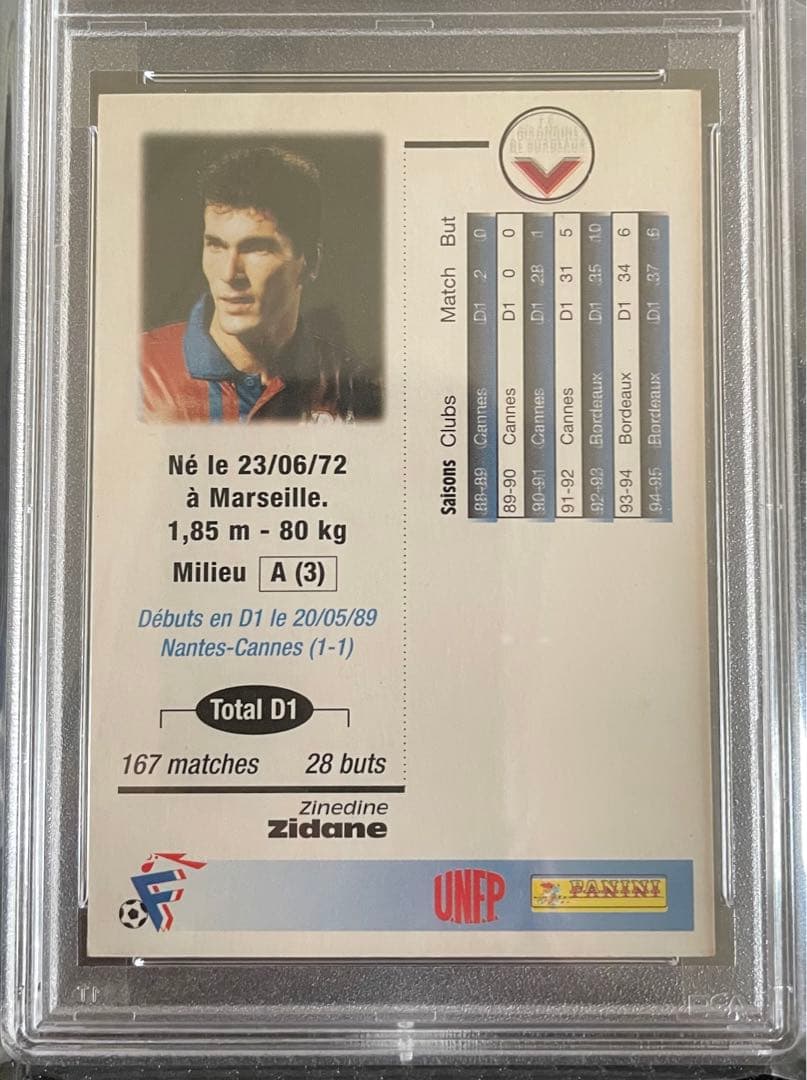 Né le 23/06/72
à Marseille.
1,85 m - 80 kg
Milieu A (3)
Débuts en D1 le 20/05/89
Nantes-Cannes (1-1)
Total D1
167 matches 28 buts
Zinedine
Zidane
F.C.
GIRONDINS
DE BORDEAUX
Saisons Clubs Match But
88-89 Cannes D1 2 0
89-90 Cannes D1 0 0
90-91 Cannes D1 28 1
91-92 Cannes D1 31 5
92-93 Bordeaux D1 35 10
93-94 Bordeaux D1 34 6
94-95 Bordeaux D1 37 6
F
U.N.F.P.
PANINI
PSA